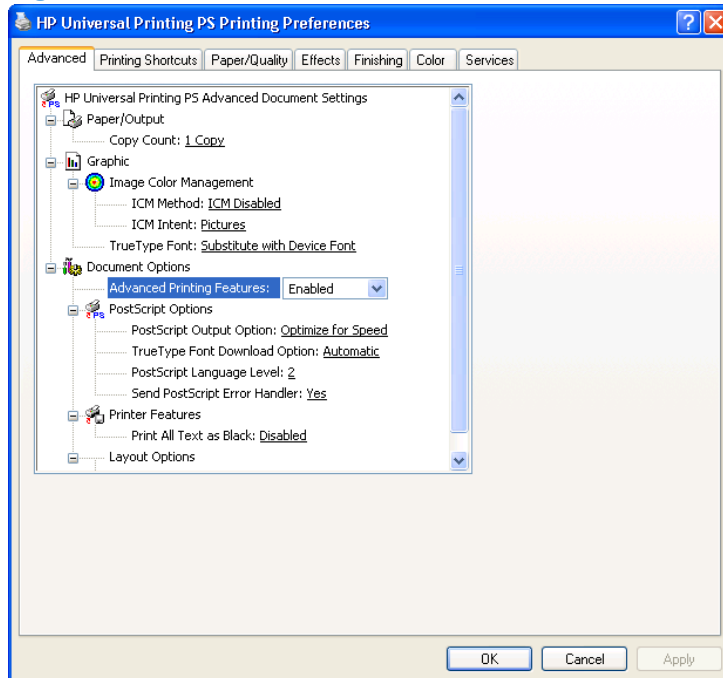 HP Universal Printing PS Printing Preferences
Advanced Printing Shortcuts Paper/Quality Effects Finishing Color Services
HP Universal Printing PS Advanced Document Settings
Paper/Output
Copy Count: 1 Copy
Graphic
Image Color Management
ICM Method: ICM Disabled
ICM Intent: Pictures
TrueType Font: Substitute with Device Font
Document Options
Advanced Printing Features: Enabled
PostScript Options
PostScript Output Option: Optimize for Speed
TrueType Font Download Option: Automatic
PostScript Language Level: 2
Send PostScript Error Handler: Yes
Printer Features
Print All Text as Black: Disabled
Layout Options
OK Cancel Apply